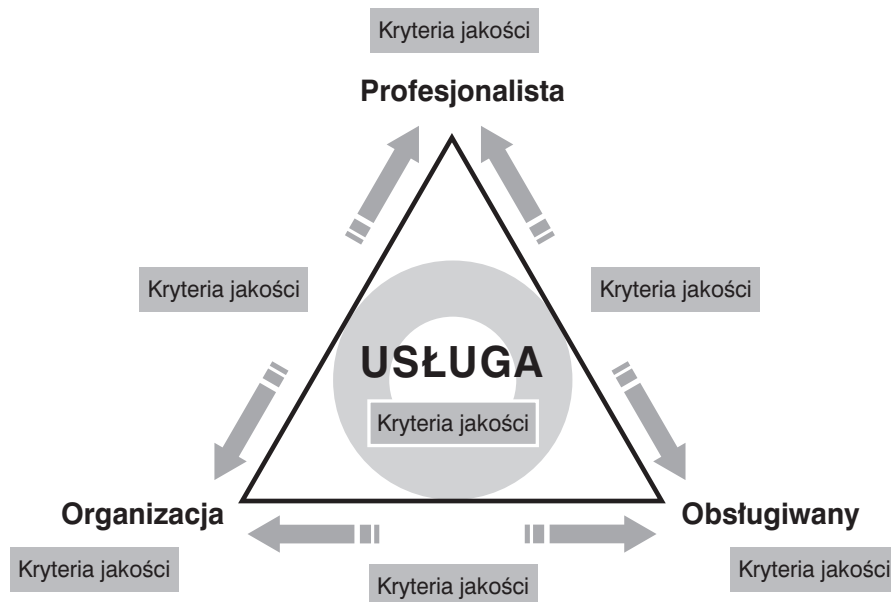 Kryteria jakości
Profesjonalista
Kryteria jakości
Kryteria jakości
USŁUGA
Kryteria jakości
Organizacja
Obsługiwany
Kryteria jakości
Kryteria jakości
Kryteria jakości